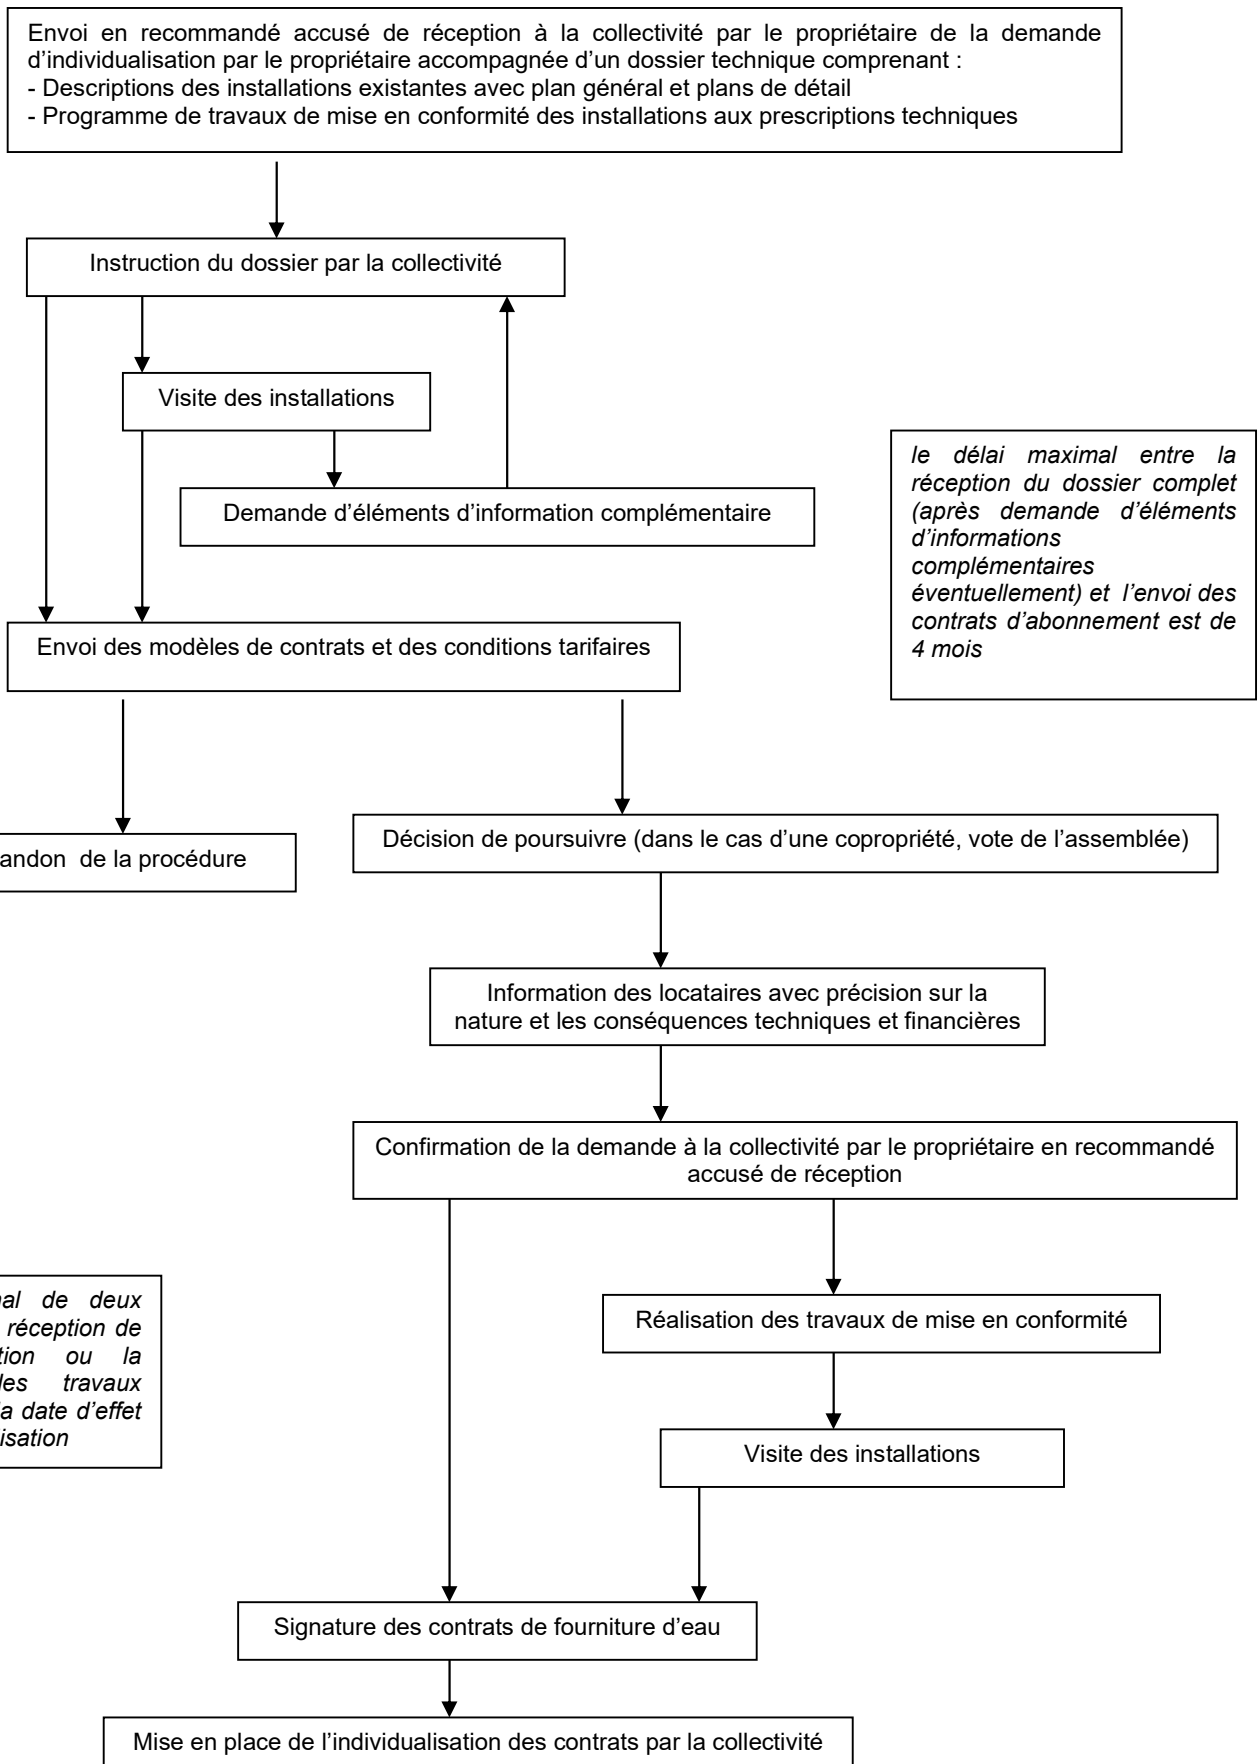 Envoi en recommandé accusé de réception à la collectivité par le propriétaire de la demande
d’individualisation par le propriétaire accompagnée d’un dossier technique comprenant :
- Descriptions des installations existantes avec plan général et plans de détail
- Programme de travaux de mise en conformité des installations aux prescriptions techniques
Instruction du dossier par la collectivité
Visite des installations
Demande d’éléments d’information complémentaire
le délai maximal entre la
réception du dossier complet
(après demande d’éléments
d’informations
complémentaires
éventuellement) et l’envoi des
contrats d’abonnement est de
4 mois
Envoi des modèles de contrats et des conditions tarifaires
Décision de poursuivre (dans le cas d’une copropriété, vote de l’assemblée)
de la procédure
Information des locataires avec précision sur la
nature et les conséquences techniques et financières
Confirmation de la demande à la collectivité par le propriétaire en recommandé
accusé de réception
de deux
réception de
ou la
travaux
date d’effet
Réalisation des travaux de mise en conformité
Visite des installations
Signature des contrats de fourniture d’eau
Mise en place de l’individualisation des contrats par la collectivité